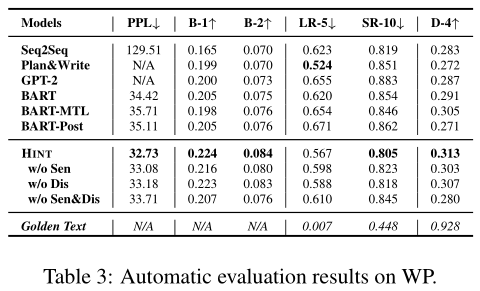 Models PPL↓ B-1↑ B-2↑ LR-5↓ SR-10↓ D-4↑
Seq2Seq 129.51 0.165 0.070 0.623 0.819 0.283
Plan&Write N/A 0.199 0.070 0.524 0.851 0.272
GPT-2 N/A 0.200 0.073 0.655 0.883 0.287
BART 34.42 0.205 0.075 0.620 0.854 0.291
BART-MTL 35.71 0.198 0.076 0.654 0.846 0.305
BART-Post 35.11 0.205 0.076 0.671 0.862 0.271
HINT 32.73 0.224 0.084 0.567 0.805 0.313
w/o Sen 33.08 0.216 0.080 0.598 0.823 0.303
w/o Dis 33.18 0.223 0.083 0.588 0.818 0.307
w/o Sen&Dis 33.71 0.207 0.076 0.610 0.845 0.280
Golden Text N/A N/A N/A 0.007 0.448 0.928
Table 3: Automatic evaluation results on WP.